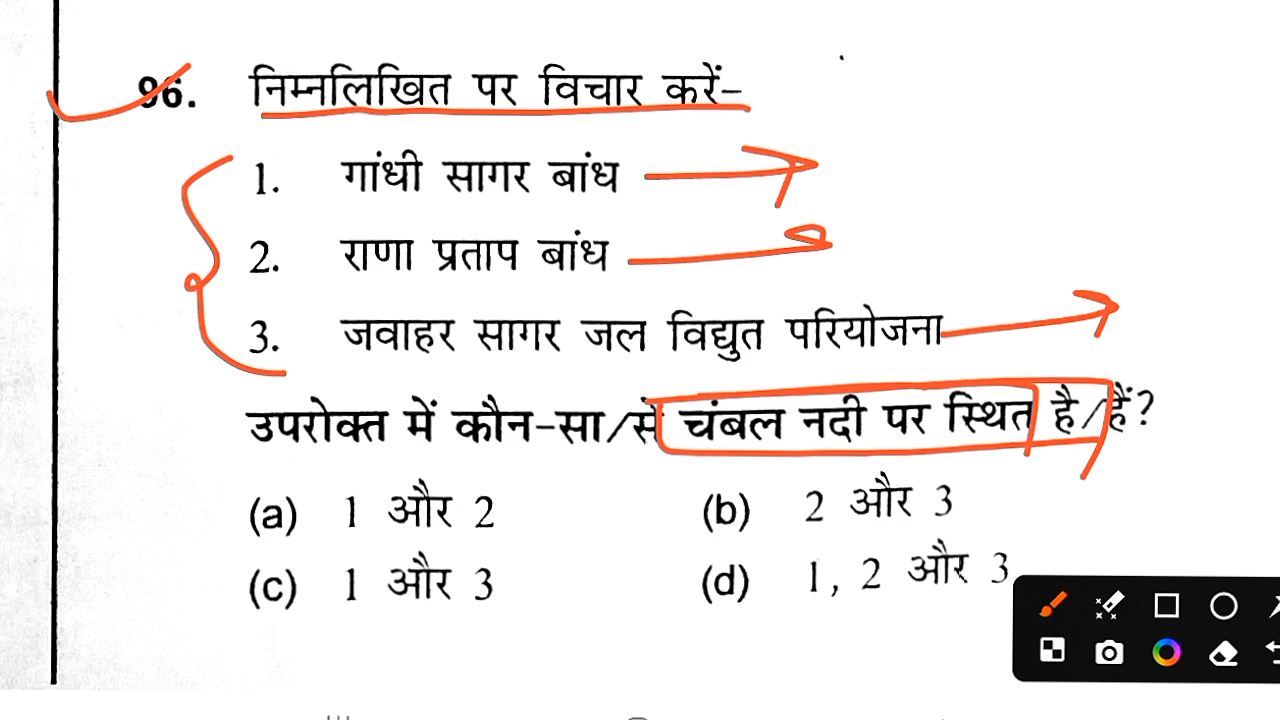 96. निम्नलिखित पर विचार करें-
1. गांधी सागर बांध
2. राणा प्रताप बांध
3. जवाहर सागर जल विद्युत परियोजना
उपरोक्त में कौन-सा/से चंबल नदी पर स्थित है/हैं?
(a) 1 और 2 (b) 2 और 3
(c) 1 और 3 (d) 1, 2 और 3